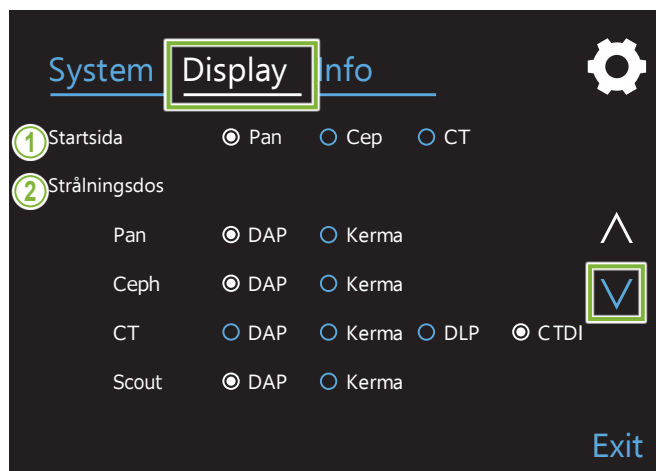 System Display Info
1 Startsida Pan Cep CT
2 Strålningsdos
Pan DAP Kerma
Ceph DAP Kerma
CT DAP Kerma DLP CTDI
Scout DAP Kerma
Exit